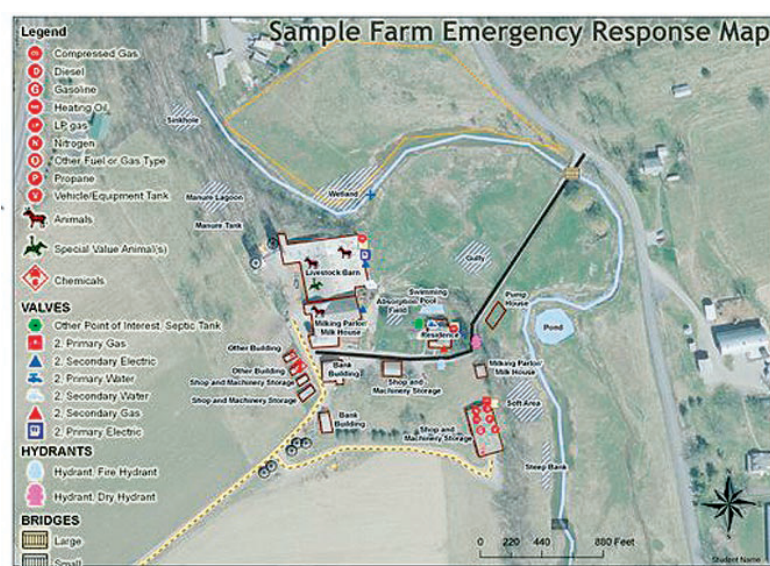 Sample Farm Emergency Response Map
Legend
Compressed Gas
D
Diesel
G
Gasoline
Heating Oil
LP
LP gas
N
Nitrogen
O
Other Fuel or Gas Type
P
Propane
V
Vehicle/Equipment Tank
Animals
Special Value Animal(s)
Chemicals
VALVES
Other Point of Interest, Septic Tank
2, Primary Gas
2, Secondary Electric
2, Primary Water
2, Secondary Water
2, Secondary Gas
2, Primary Electric
HYDRANTS
Hydrant, Fire Hydrant
Hydrant, Dry Hydrant
BRIDGES
Large
Small
Sinkhole
Manure Lagoon
Wetland
Manure Tank
Livestock Barn
Gully
Swimming
Pool
Absorption
Field
Pump
House
Milking Parlor/
Milk House
Residence
Pond
Other Building
Other Building
Shop and Machinery Storage
Shop and Machinery Storage
Bank
Building
Shop and
Machinery Storage
Milking Parlor/
Milk House
Soft Area
Bank
Building
Shop and
Machinery Storage
Steep Bank
0 220 440 880 Feet
Student Name